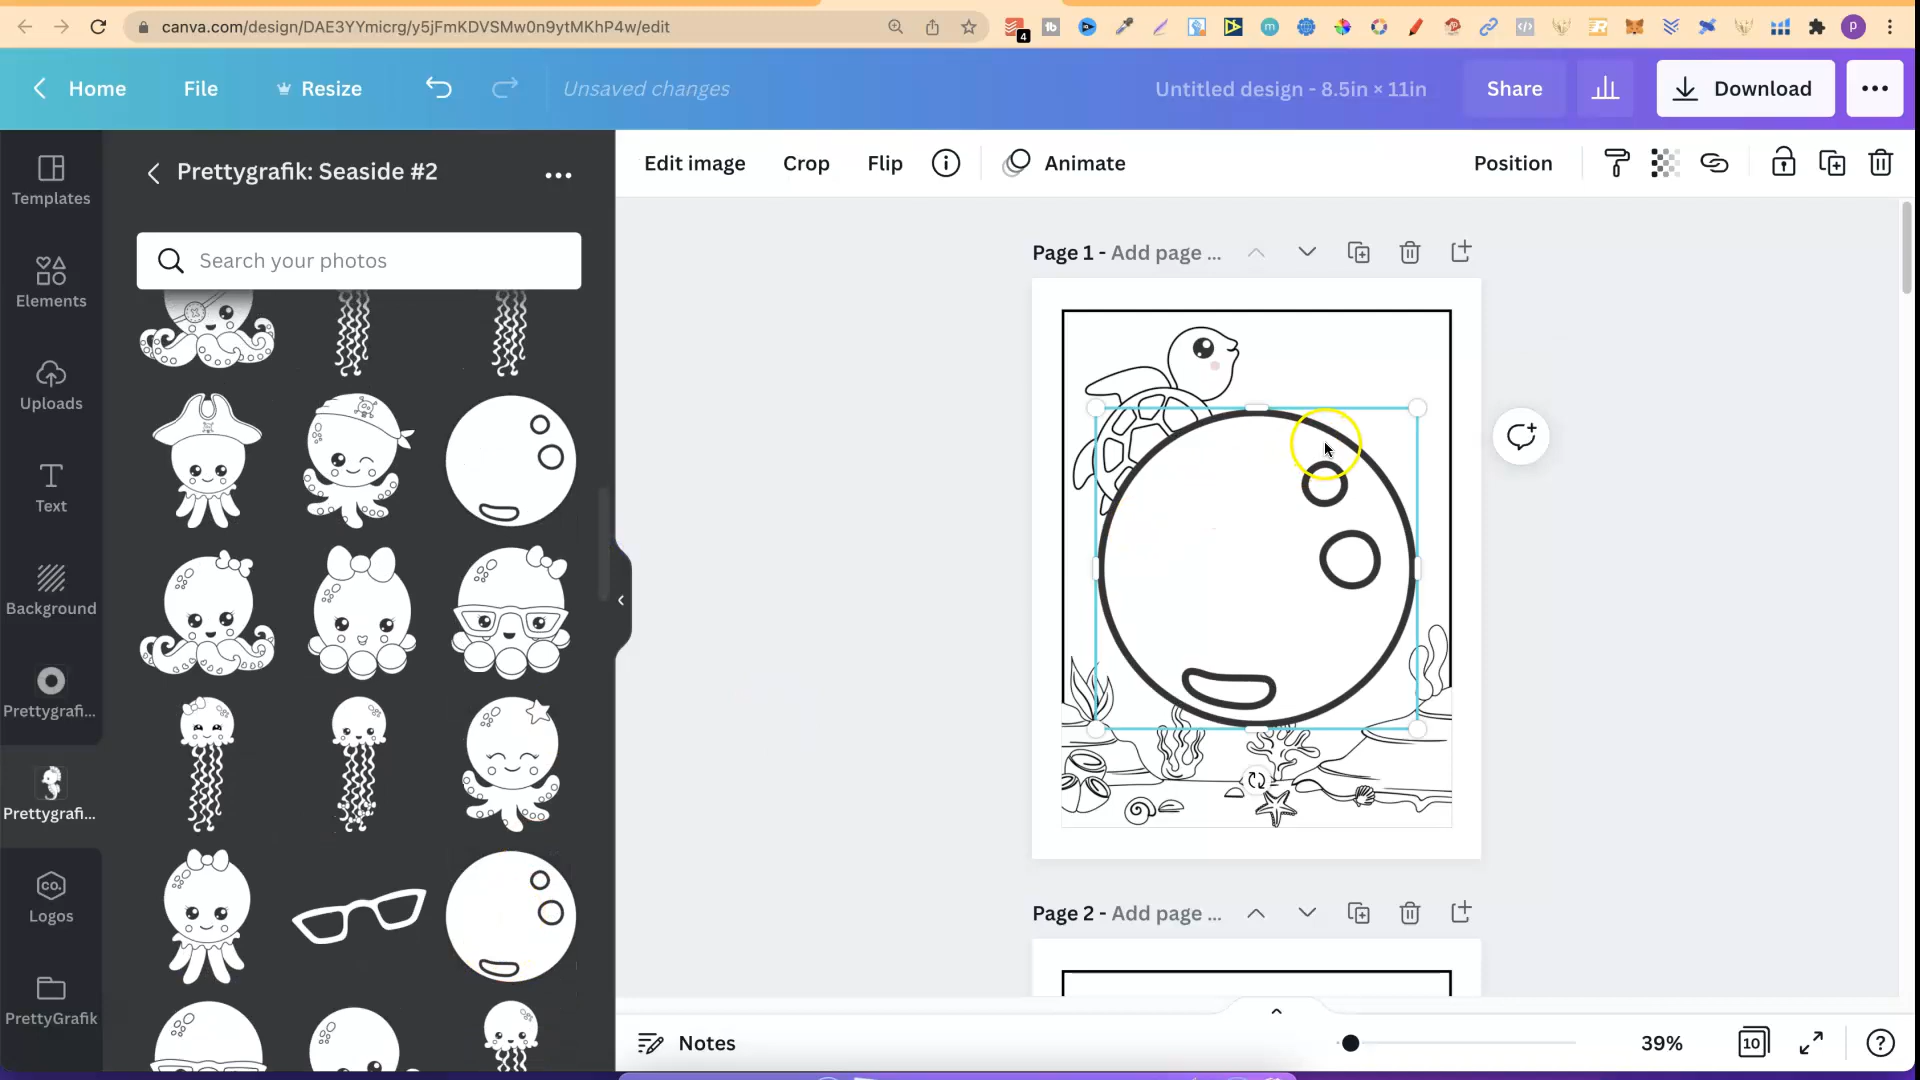 canva.com/design/DAE3YYmicrg/y5jFmKDVSMw0n9ytMKhP4w/edit
4
Home
File
Resize
Unsaved changes
Untitled design - 8.5in × 11in
Share
Download
Templates
Elements
Uploads
Text
Background
Prettygrafi...
Prettygrafi...
CO.
Logos
PrettyGrafik
Prettygrafik: Seaside #2
Search your photos
Edit image
Crop
Flip
Animate
Position
Page 1 - Add page ...
Page 2 - Add page ...
Notes
39%
10